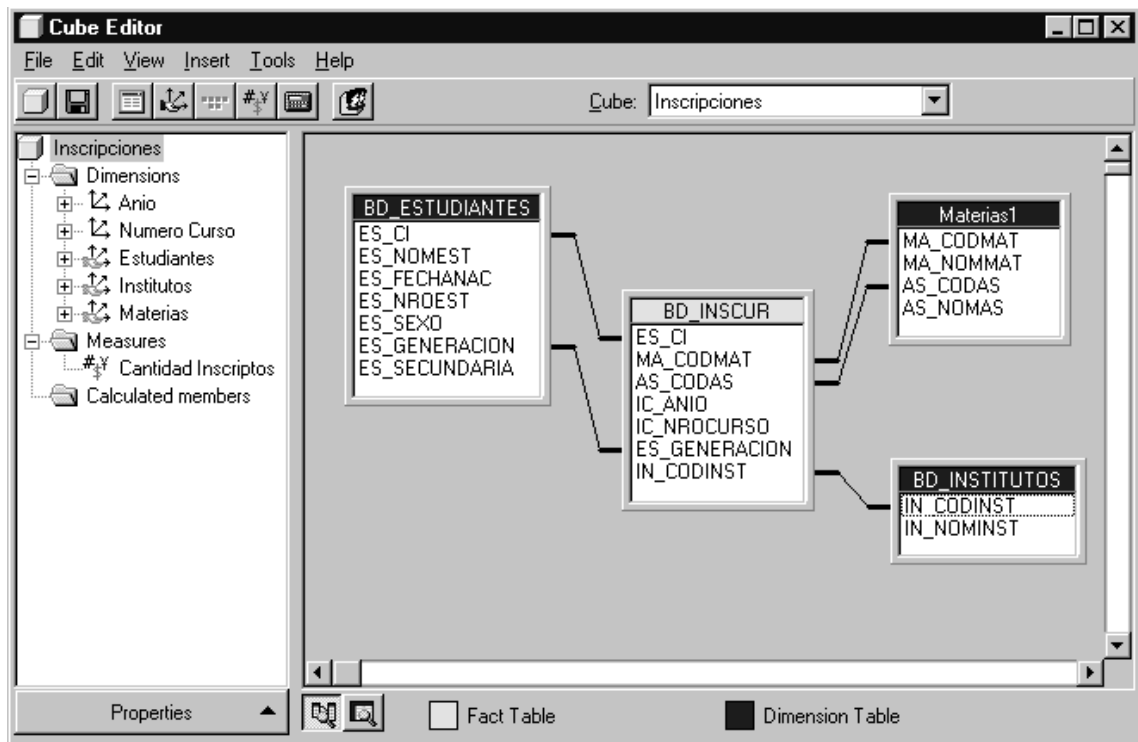 Cube Editor
File Edit View Insert Tools Help
Cube: Inscripciones
Inscripciones
Dimensions
Anio
Numero Curso
Estudiantes
Institutos
Materias
Measures
Cantidad Inscriptos
Calculated members
Properties
BD_ESTUDIANTES
ES_CI
ES_NOMEST
ES_FECHANAC
ES_NROEST
ES_SEXO
ES_GENERACION
ES_SECUNDARIA
BD_INSCUR
ES_CI
MA_CODMAT
AS_CODAS
IC_ANIO
IC_NROCURSO
ES_GENERACION
IN_CODINST
Materias1
MA_CODMAT
MA_NOMMAT
AS_CODAS
AS_NOMAS
BD_INSTITUTOS
IN_CODINST
IN_NOMINST
Fact Table
Dimension Table